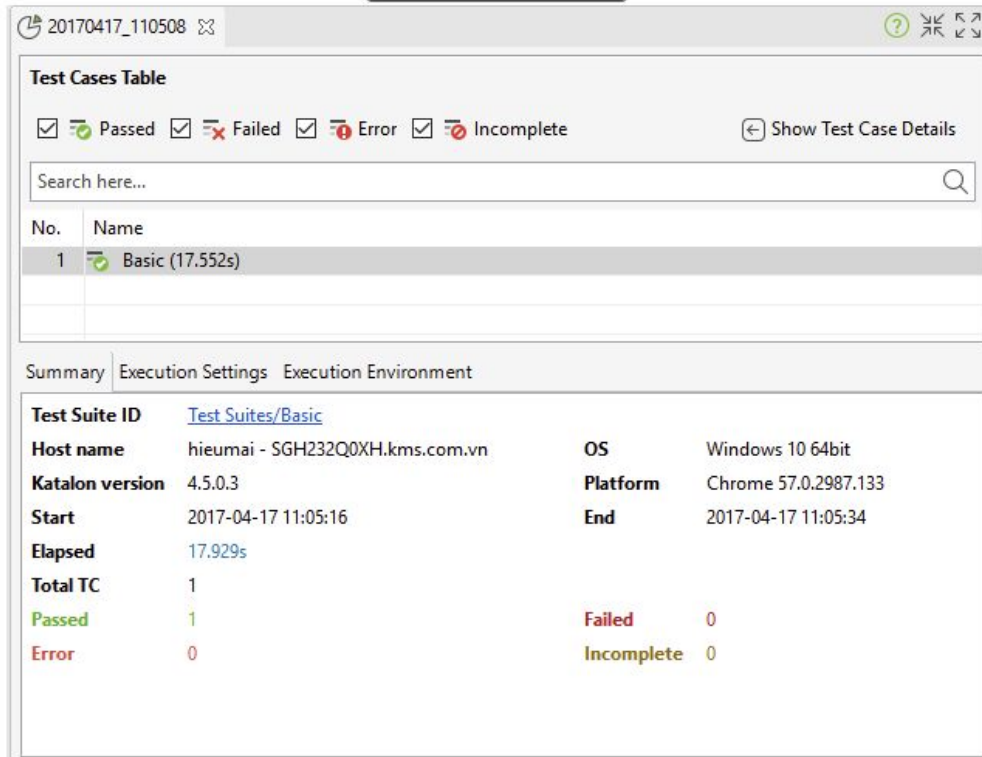 20170417_110508
Test Cases Table
Passed Failed Error Incomplete Show Test Case Details
Search here...
No. Name
1 Basic (17.552s)
Summary Execution Settings Execution Environment
Test Suite ID Test Suites/Basic
Host name hieumai - SGH232Q0XH.kms.com.vn OS Windows 10 64bit
Katalon version 4.5.0.3 Platform Chrome 57.0.2987.133
Start 2017-04-17 11:05:16 End 2017-04-17 11:05:34
Elapsed 17.929s
Total TC 1
Passed 1 Failed 0
Error 0 Incomplete 0